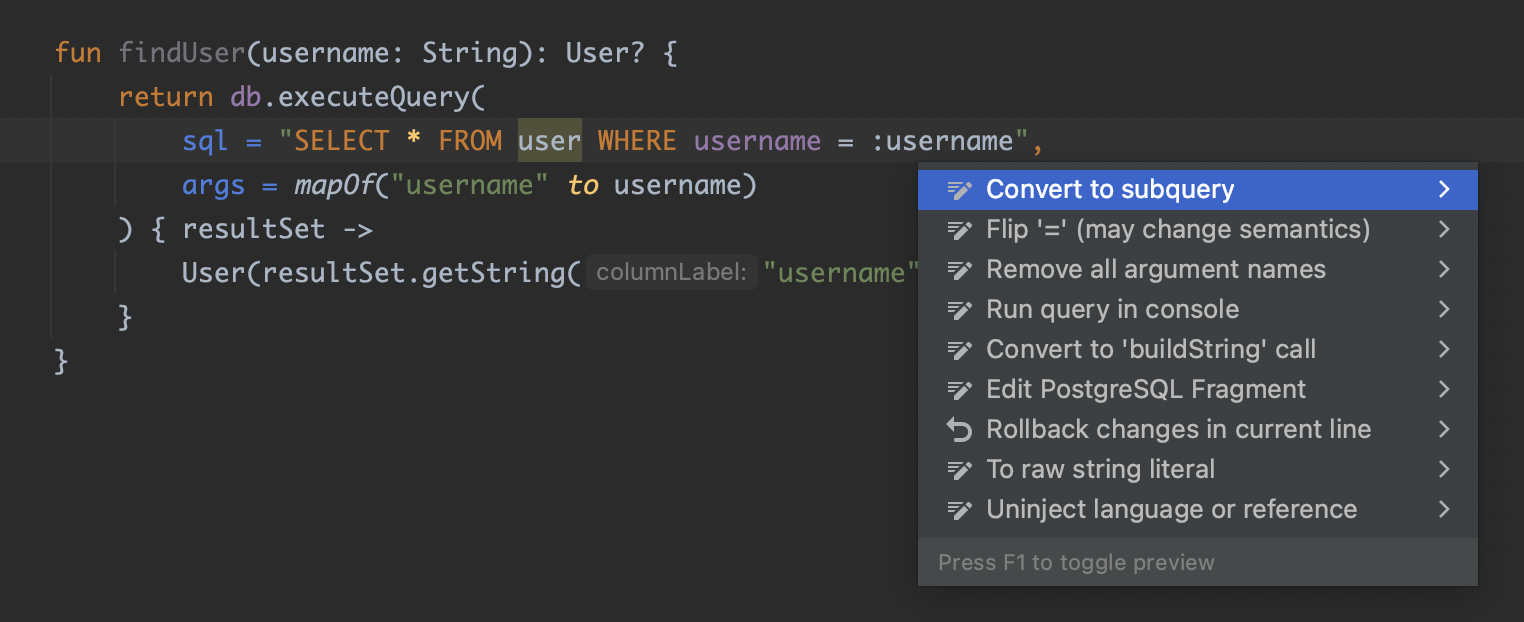 fun findUser(username: String): User? {
return db.executeQuery(
sql = "SELECT * FROM user WHERE username = :username",
args = mapOf("username" to username)
) { resultSet ->
User(resultSet.getString( columnLabel: "username"
}
}
Convert to subquery
Flip '=' (may change semantics)
Remove all argument names
Run query in console
Convert to 'buildString' call
Edit PostgreSQL Fragment
Rollback changes in current line
To raw string literal
Uninject language or reference
Press F1 to toggle preview